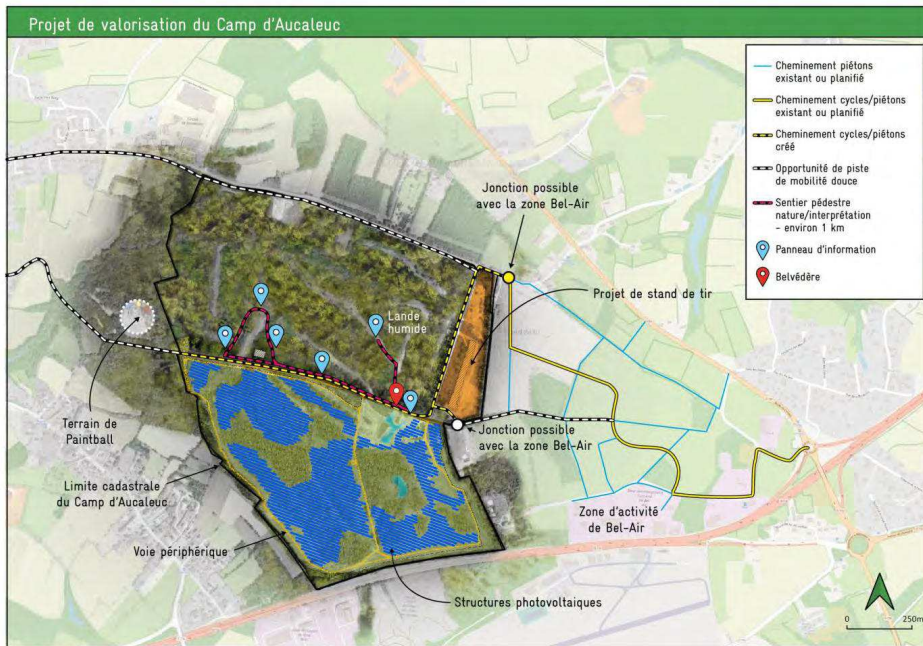 Projet de valorisation du Camp d'Aucaleuc
Cheminement piétons
existant ou planifié
Cheminement cycles/piétons
existant ou planifié
Cheminement cycles/piétons
créé
Opportunité de piste
de mobilité douce
Sentier pédestre
nature/interprétation
- environ 1 km
Panneau d'information
Belvédère
Jonction possible
avec la zone Bel-Air
Projet de stand de tir
Lande
humide
Terrain de
Paintball
Jonction possible
avec la zone Bel-Air
Limite cadastrale
du Camp d'Aucaleuc
Zone d'activité
de Bel-Air
Voie périphérique
Structures photovoltaiques
0
250m